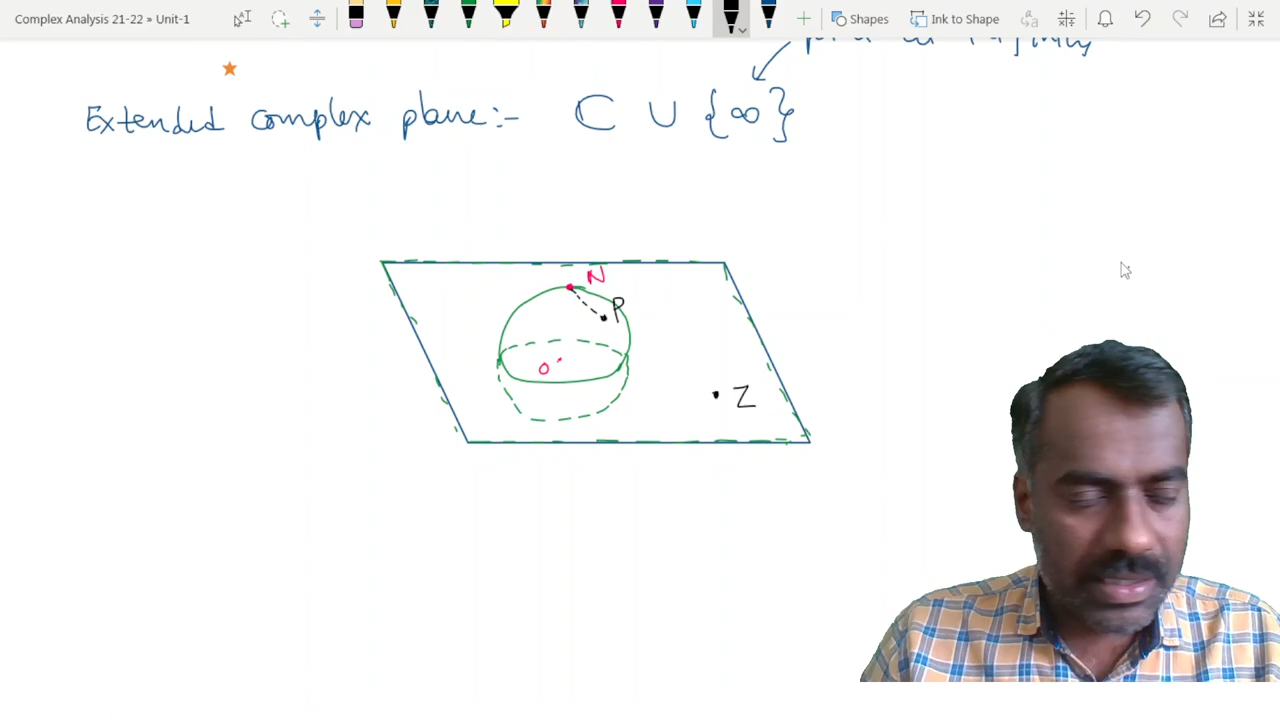 Complex Analysis 21-22 » Unit-1
Shapes
Ink to Shape
Extended complex plane:- ℂ ∪ {∞}
N
P
O
Z